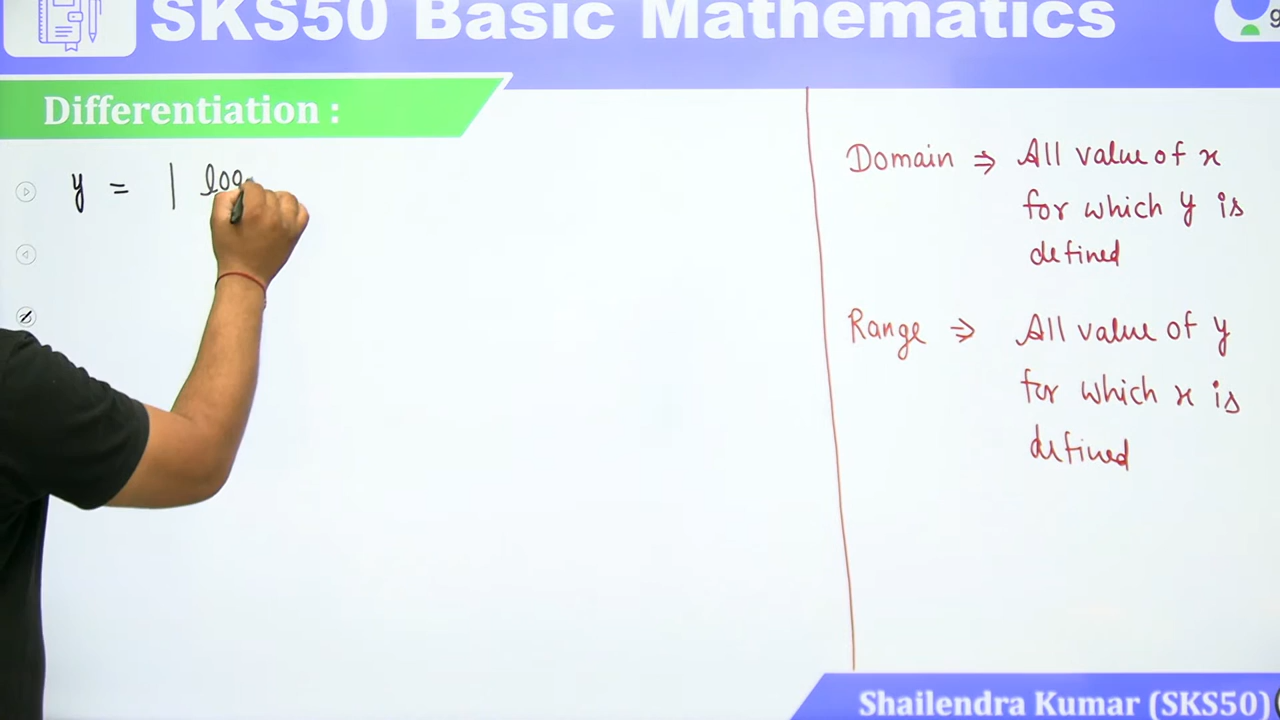 SKS50 Basic Mathematics
Differentiation :
y = | log
Domain ⇒ All value of x
for which y is
defined
Range ⇒ All value of y
for which x is
defined
Shailendra Kumar (SKS50)